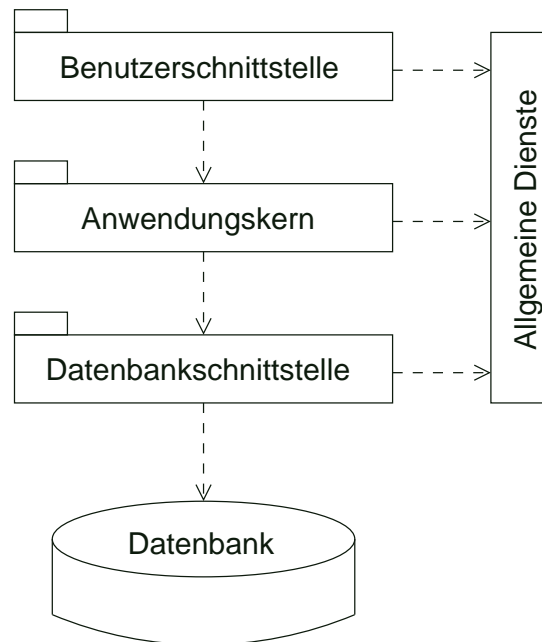 Benutzerschnittstelle
Allgemeine Dienste
Anwendungskern
Datenbankschnittstelle
Datenbank